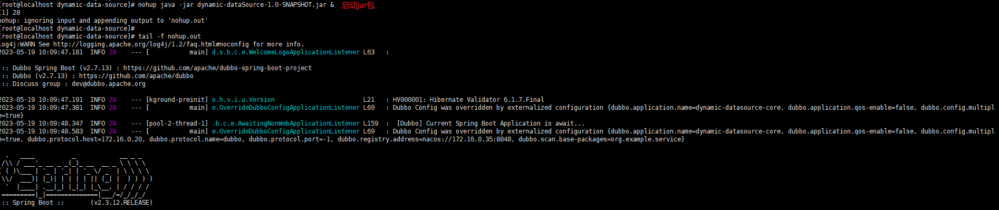 [root@localhost dynamic-data-source]# nohup java -jar dynamic-dataSource-1.0-SNAPSHOT.jar & 启动jar包
[1] 28
nohup: ignoring input and appending output to 'nohup.out'
[root@localhost dynamic-data-source]#
[root@localhost dynamic-data-source]# tail -f nohup.out
log4j:WARN See http://logging.apache.org/log4j/1.2/faq.html#noconfig for more info.
2023-05-19 10:09:47.181  INFO 28    --- [           main] d.s.b.c.e.WelcomeLogoApplicationListener L63   :
:: Dubbo Spring Boot (v2.7.13) : https://github.com/apache/dubbo-spring-boot-project
:: Dubbo (v2.7.13) : https://github.com/apache/dubbo
:: Discuss group : dev@dubbo.apache.org
2023-05-19 10:09:47.191  INFO 28    --- [kground-preinit] o.h.v.i.u.Version                        L21   : HV000001: Hibernate Validator 6.1.7.Final
2023-05-19 10:09:47.381  INFO 28    --- [           main] e.OverrideDubboConfigApplicationListener L69   : Dubbo Config was overridden by externalized configuration {dubbo.application.name=dynamic-datasource-core, dubbo.application.qos-enable=false, dubbo.config.multipl
e=true}
2023-05-19 10:09:48.347  INFO 28    --- [pool-2-thread-1] .b.c.e.AwaitingNonWebApplicationListener L159  :  [Dubbo] Current Spring Boot Application is await...
2023-05-19 10:09:48.583  INFO 28    --- [           main] e.OverrideDubboConfigApplicationListener L69   : Dubbo Config was overridden by externalized configuration {dubbo.application.name=dynamic-datasource-core, dubbo.application.qos-enable=false, dubbo.config.multipl
e=true, dubbo.protocol.host=172.16.0.20, dubbo.protocol.name=dubbo, dubbo.protocol.port=-1, dubbo.registry.address=nacos://172.16.0.35:8848, dubbo.scan.base-packages=org.example.service}
Spring
:: Spring Boot ::       (v2.3.12.RELEASE)